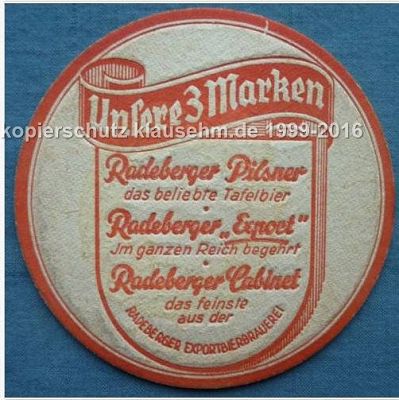 Unsere 3 Marken
kopierschutz klausehm.de 1999-2016
Radeberger Pilsner
das beliebte Tafelbier
Radeberger „Export"
Im ganzen Reich begehrt
Radeberger Cabinet
das feinste
aus der
RADEBERGER EXPORTBIERBRAUEREI